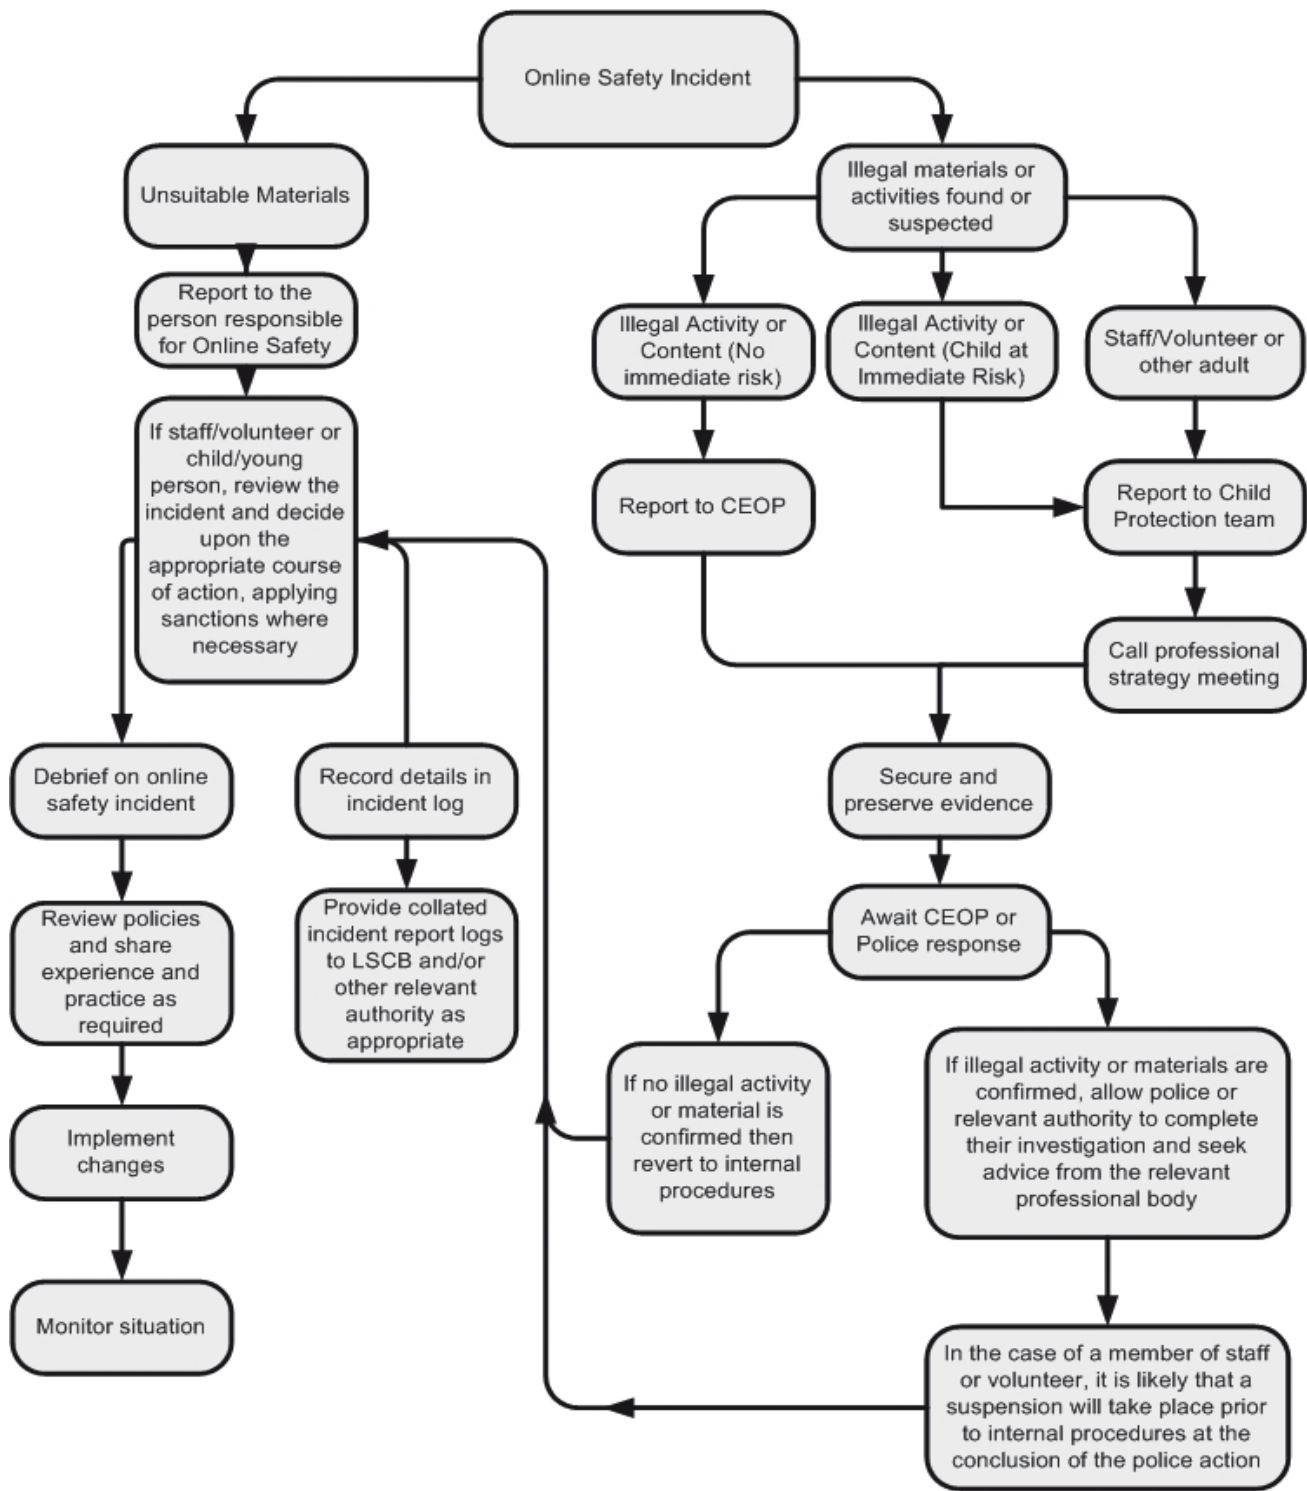 Online Safety Incident
Unsuitable Materials
Illegal materials or
activities found or
suspected
Report to the
person responsible
for Online Safety
Illegal Activity or
Content (No
immediate risk)
Illegal Activity or
Content (Child at
Immediate Risk)
Staff/Volunteer or
other adult
If staff/volunteer or
child/young
person, review the
incident and decide
upon the
appropriate course
of action, applying
sanctions where
necessary
Report to CEOP
Report to Child
Protection team
Call professional
strategy meeting
Debrief on online
safety incident
Record details in
incident log
Secure and
preserve evidence
Review policies
and share
experience and
practice as
required
Provide collated
incident report logs
to LSCB and/or
other relevant
authority as
appropriate
Await CEOP or
Police response
If no illegal activity
or material is
confirmed then
revert to internal
procedures
If illegal activity or materials are
confirmed, allow police or
relevant authority to complete
their investigation and seek
advice from the relevant
professional body
Implement
changes
Monitor situation
In the case of a member of staff
or volunteer, it is likely that a
suspension will take place prior
to internal procedures at the
conclusion of the police action